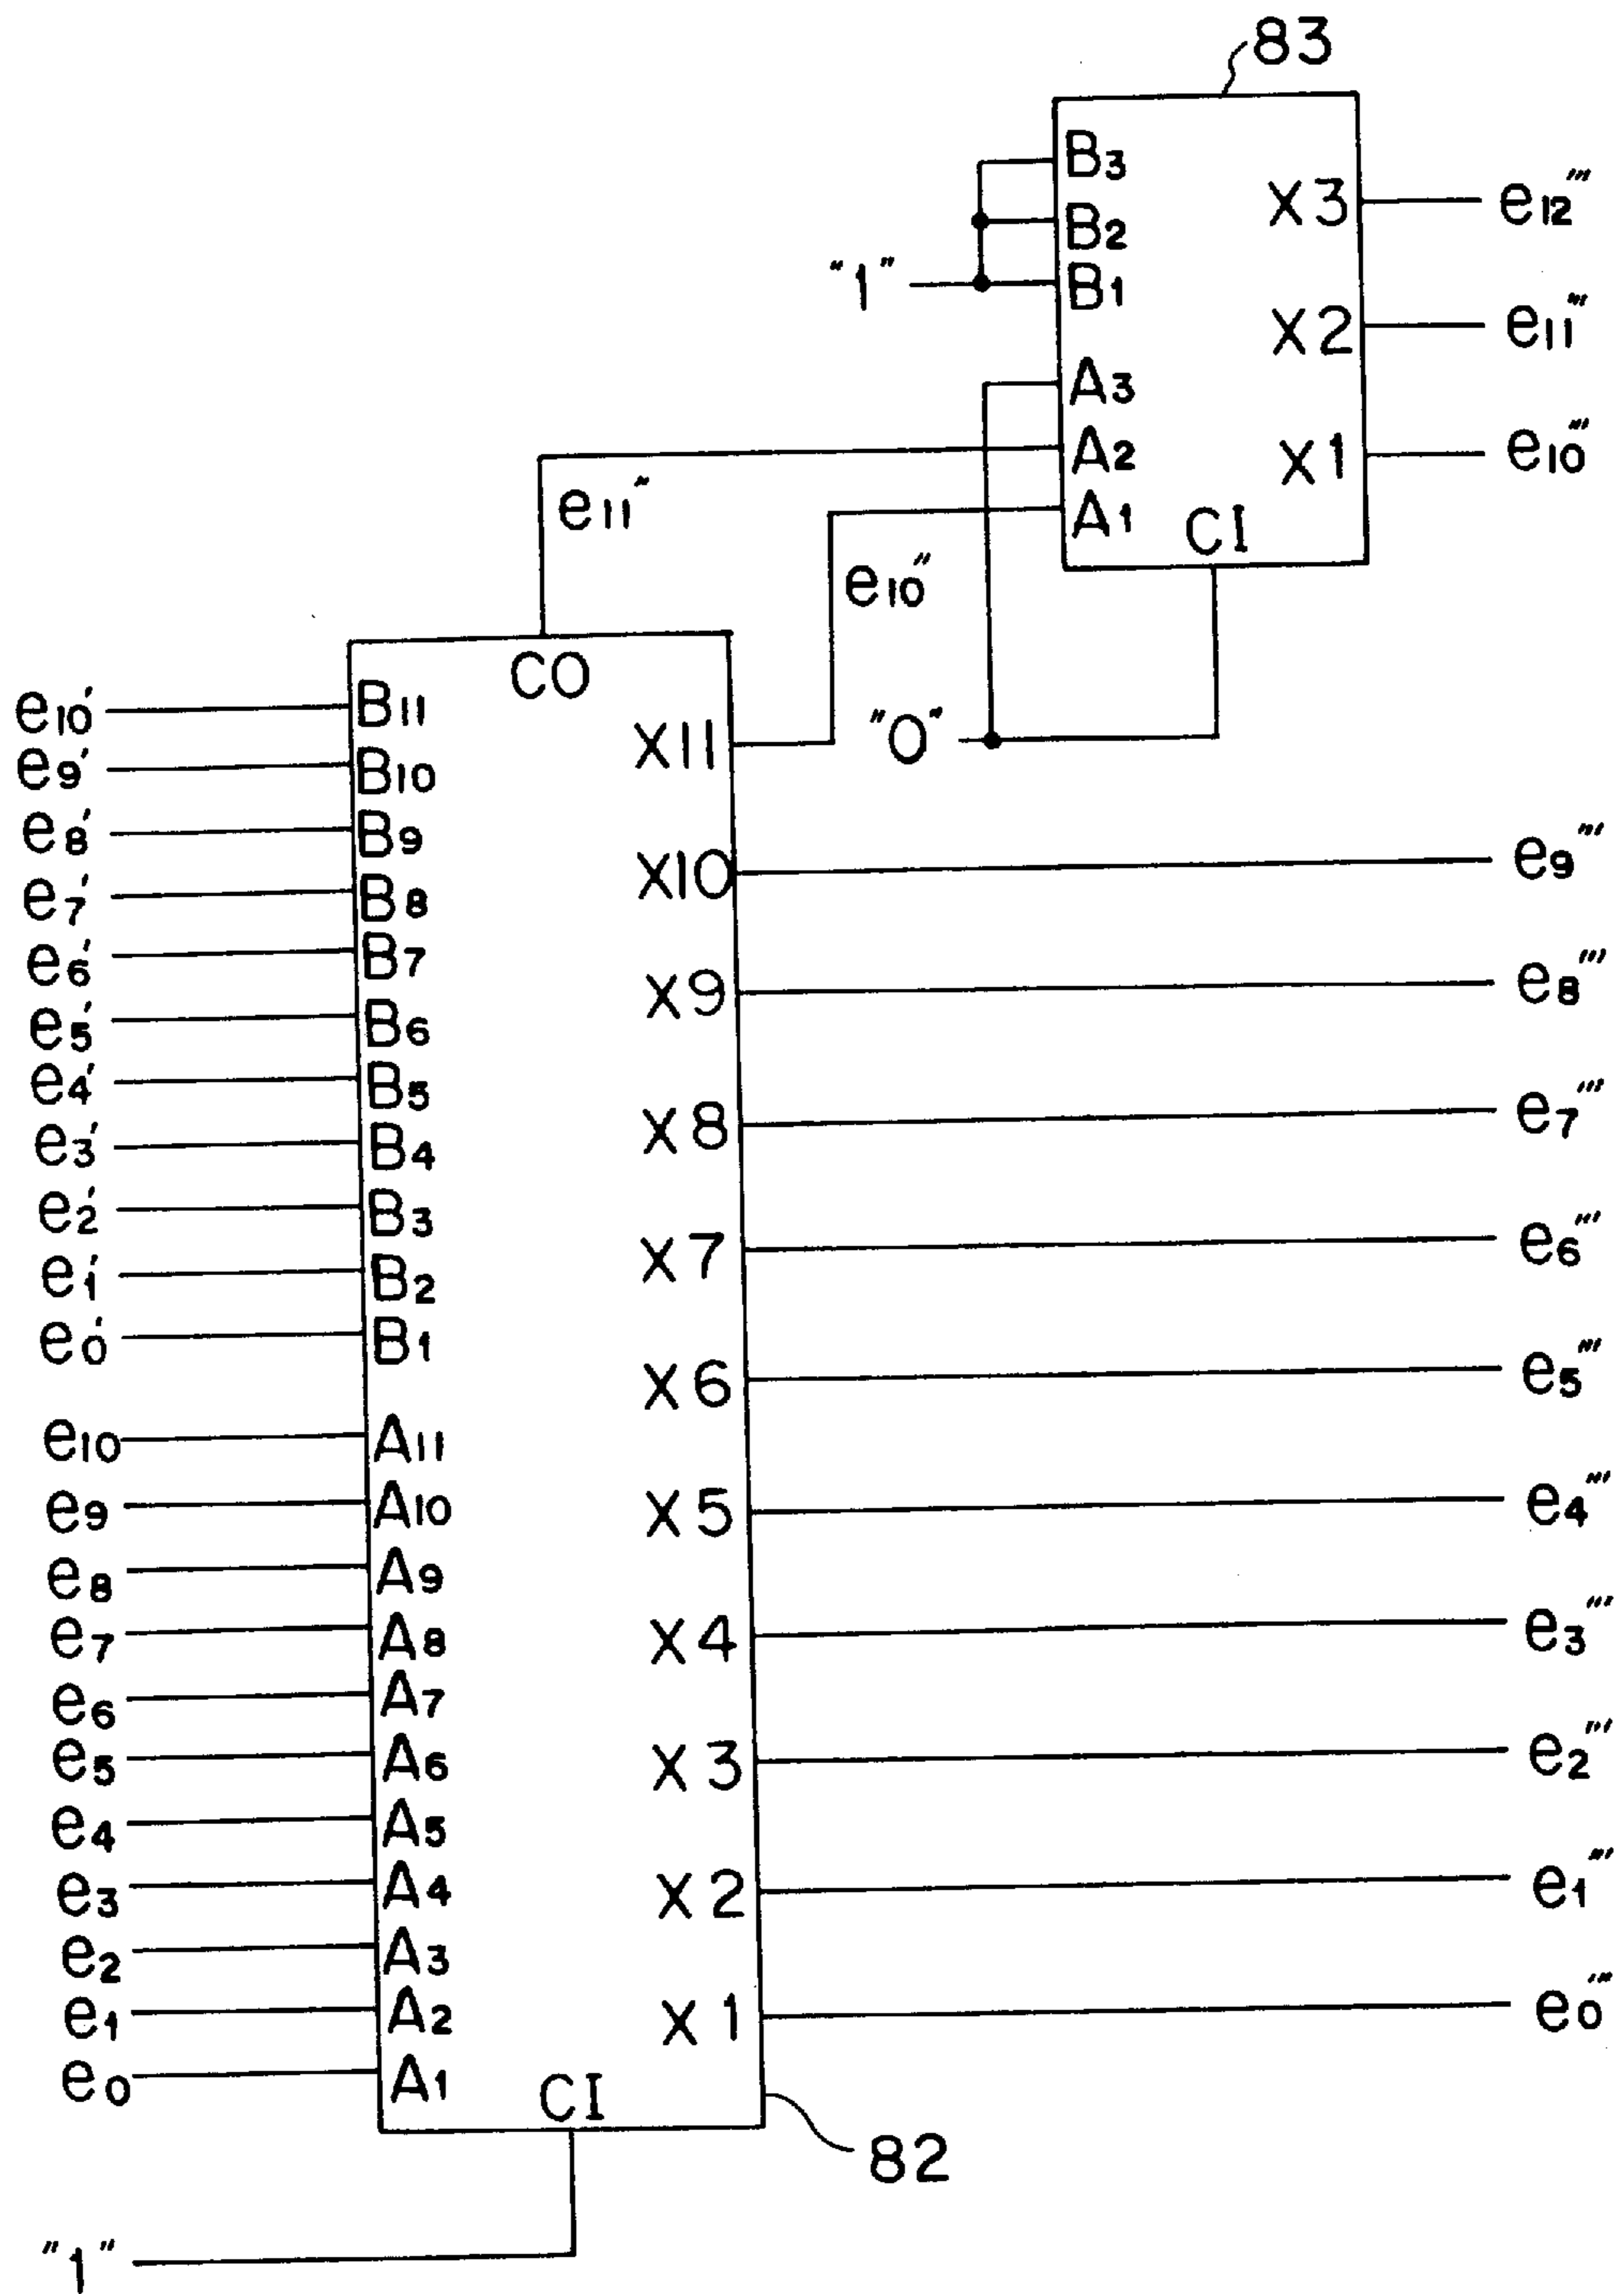 83
B3
X3 e12'''
B2
"1" B1
X2 e11'''
A3
A2
X1 e10'''
e11''
A1
CI
e10''
CO
e10' B11
X11
"0"
e9' B10
e8' B9
X10 e9'''
e7' B8
e6' B7
X9 e8'''
e5' B6
e4' B5
X8 e7'''
e3' B4
e2' B3
X7 e6'''
e1' B2
e0' B1
X6 e5'''
e10 A11
e9 A10
X5 e4'''
e8 A9
e7 A8
X4 e3'''
e6 A7
e5 A6
X3 e2'''
e4 A5
e3 A4
X2 e1'''
e2 A3
e1 A2
X1 e0'''
e0 A1
CI
82
"1"